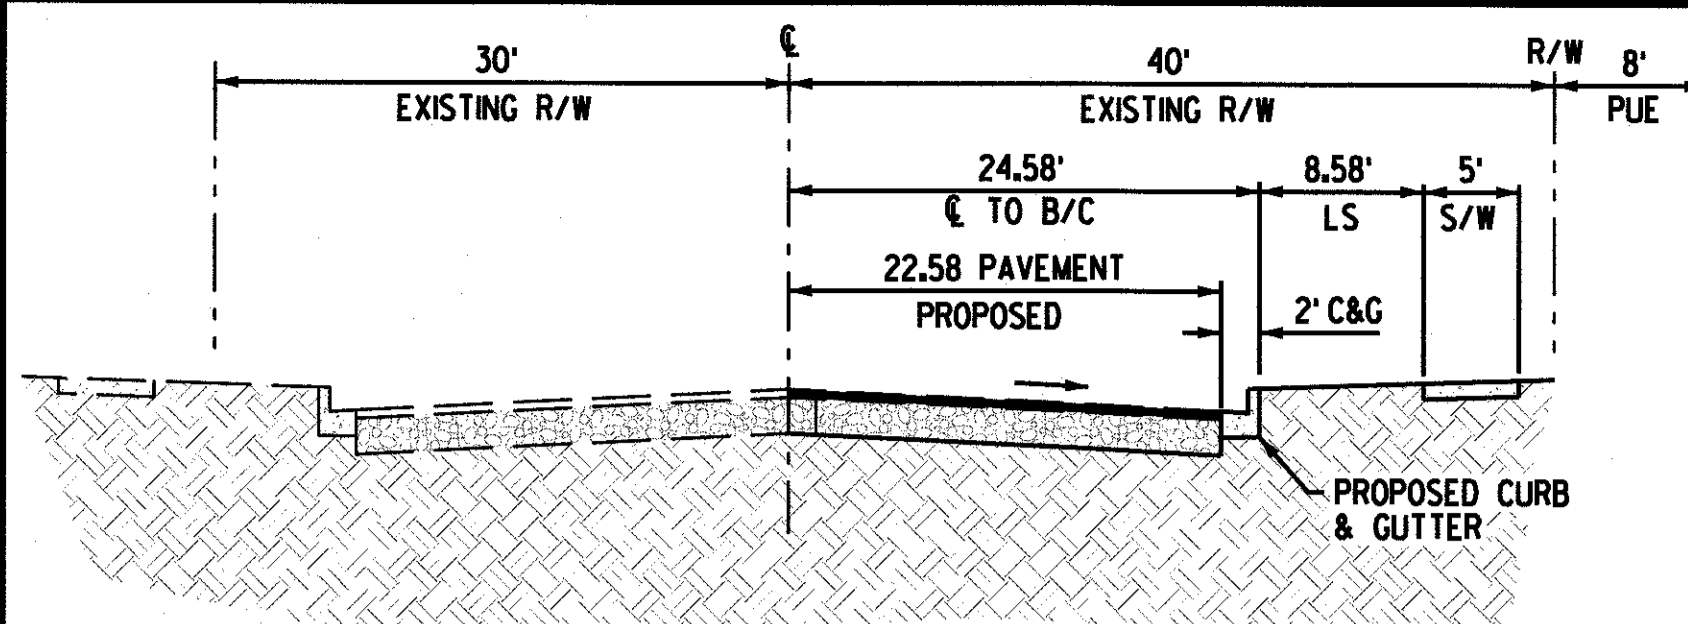 ℄
30'
EXISTING R/W
40'
EXISTING R/W
R/W
8'
PUE
24.58'
℄ TO B/C
8.58'
LS
5'
S/W
22.58 PAVEMENT
PROPOSED
2' C&G
PROPOSED CURB
& GUTTER